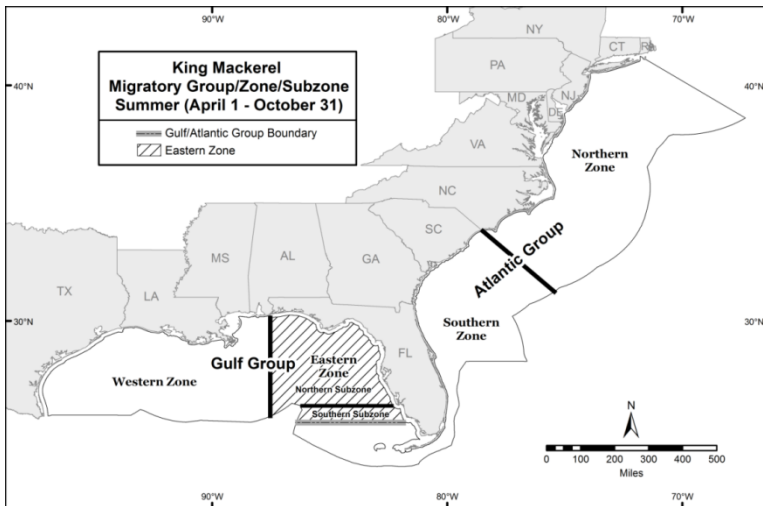 90°W
80°W
70°W
King Mackerel
Migratory Group/Zone/Subzone
Summer (April 1 - October 31)
Gulf/Atlantic Group Boundary
Eastern Zone
NY
CT
RI
PA
40°N
40°N
NJ
MD
DE
VA
Northern
Zone
NC
SC
MS
AL
GA
Atlantic Group
TX
LA
30°N
30°N
Southern
Zone
FL
Gulf Group
Eastern
Zone
Western Zone
Northern Subzone
Southern Subzone
N
0 50 100
200
300
400
500
Miles
90°W
80°W
70°W